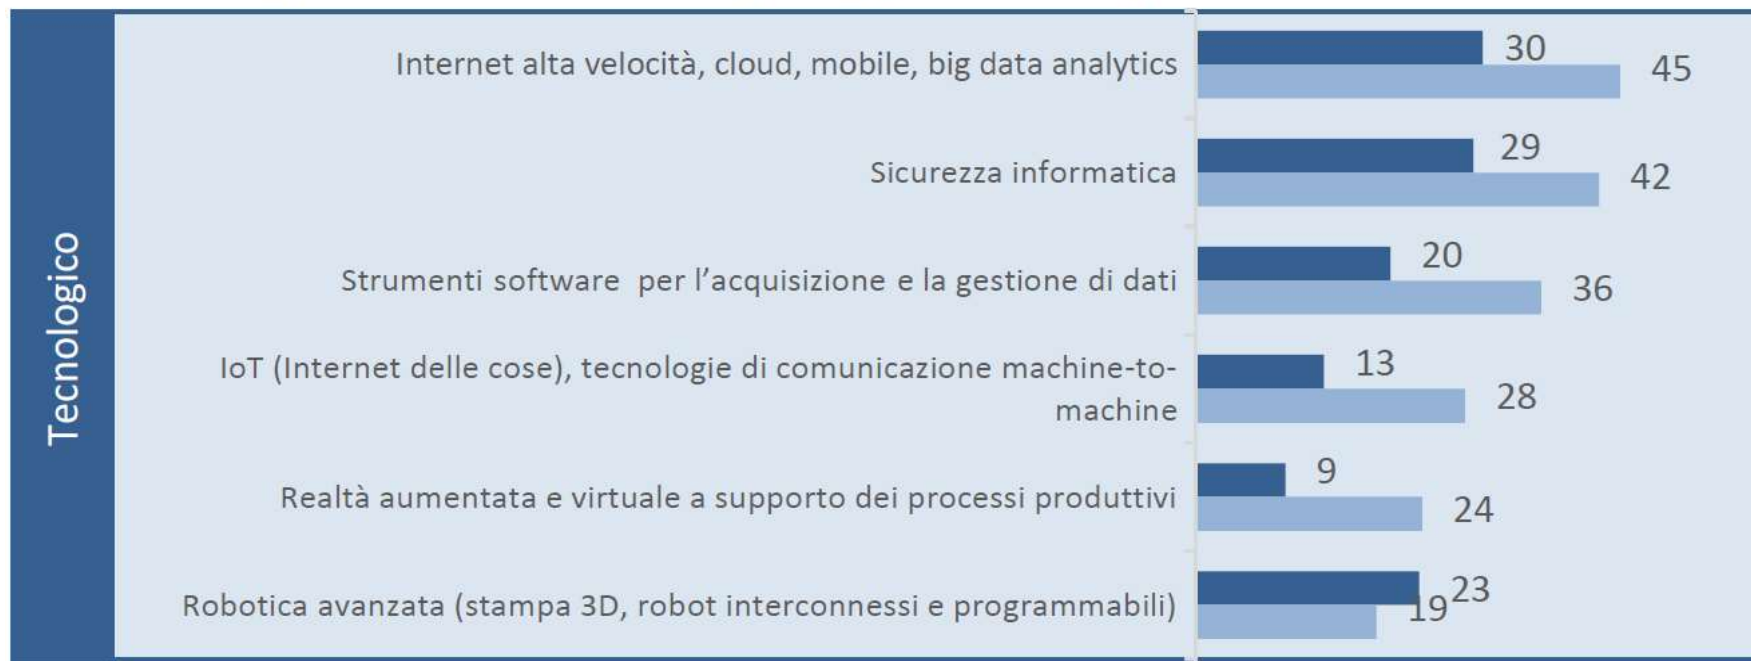 Tecnologico
Internet alta velocità, cloud, mobile, big data analytics
30
45
Sicurezza informatica
29
42
Strumenti software per l’acquisizione e la gestione di dati
20
36
IoT (Internet delle cose), tecnologie di comunicazione machine-to-
machine
13
28
Realtà aumentata e virtuale a supporto dei processi produttivi
9
24
Robotica avanzata (stampa 3D, robot interconnessi e programmabili)
23
19